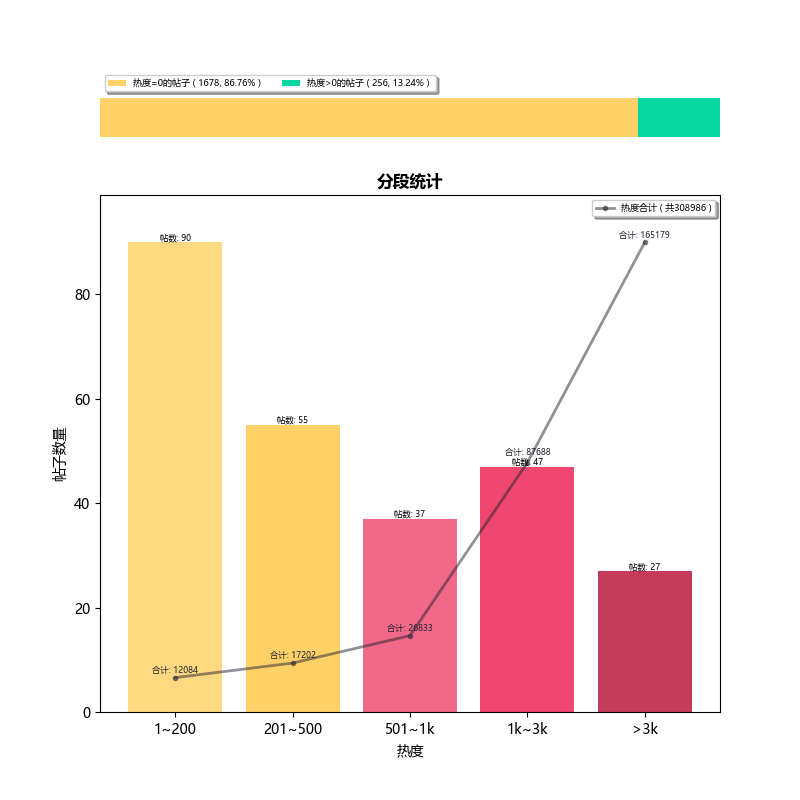 热度=0的帖子 ( 1678, 86.76% ) 热度>0的帖子 ( 256, 13.24% )
分段统计
热度合计 ( 共308986 )
合计: 165179
帖数: 90
80
帖数: 55
60
合计: 87688
帖数: 47
帖数: 37
40
帖数: 27
合计: 26833
20
合计: 17202
合计: 12084
0
帖子数量
1~200 201~500 501~1k 1k~3k >3k
热度